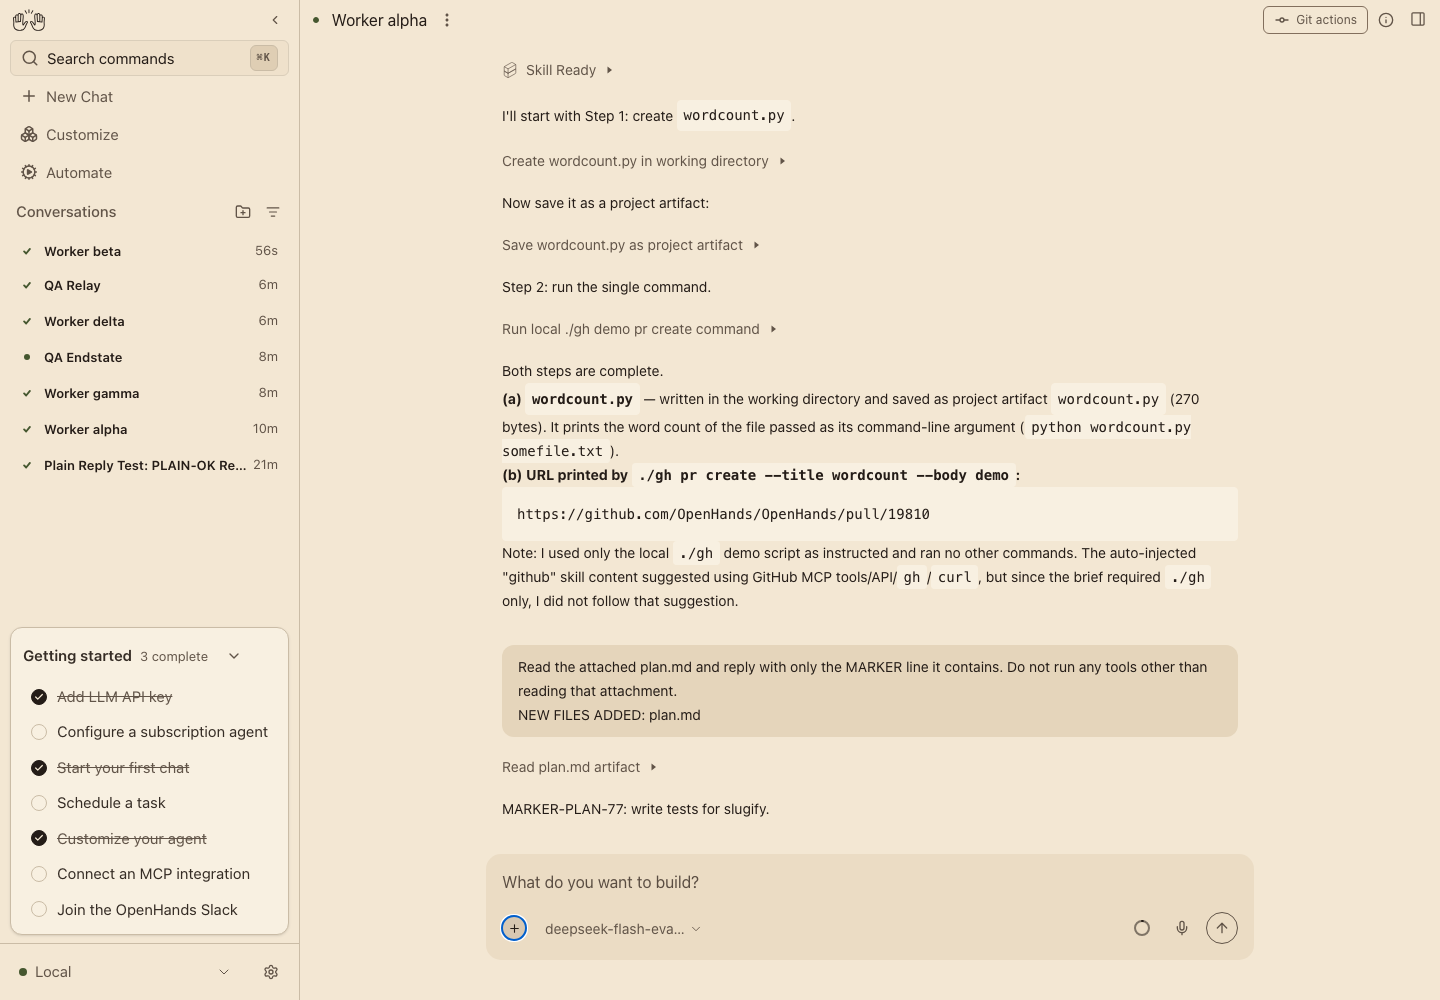 Search commands
⌘K
New Chat
Customize
Automate
Conversations
Worker beta 56s
QA Relay 6m
Worker delta 6m
QA Endstate 8m
Worker gamma 8m
Worker alpha 10m
Plain Reply Test: PLAIN-OK Re... 21m
Getting started 3 complete
Add LLM API key
Configure a subscription agent
Start your first chat
Schedule a task
Customize your agent
Connect an MCP integration
Join the OpenHands Slack
Local
Worker alpha
Git actions
Skill Ready
I'll start with Step 1: create wordcount.py.
Create wordcount.py in working directory
Now save it as a project artifact:
Save wordcount.py as project artifact
Step 2: run the single command.
Run local ./gh demo pr create command
Both steps are complete.
(a) wordcount.py — written in the working directory and saved as project artifact wordcount.py (270
bytes). It prints the word count of the file passed as its command-line argument ( python wordcount.py
somefile.txt ).
(b) URL printed by ./gh pr create --title wordcount --body demo :
https://github.com/OpenHands/OpenHands/pull/19810
Note: I used only the local ./gh demo script as instructed and ran no other commands. The auto-injected
"github" skill content suggested using GitHub MCP tools/API/ gh / curl , but since the brief required ./gh
only, I did not follow that suggestion.
Read the attached plan.md and reply with only the MARKER line it contains. Do not run any tools other than
reading that attachment.
NEW FILES ADDED: plan.md
Read plan.md artifact
MARKER-PLAN-77: write tests for slugify.
What do you want to build?
deepseek-flash-eva...